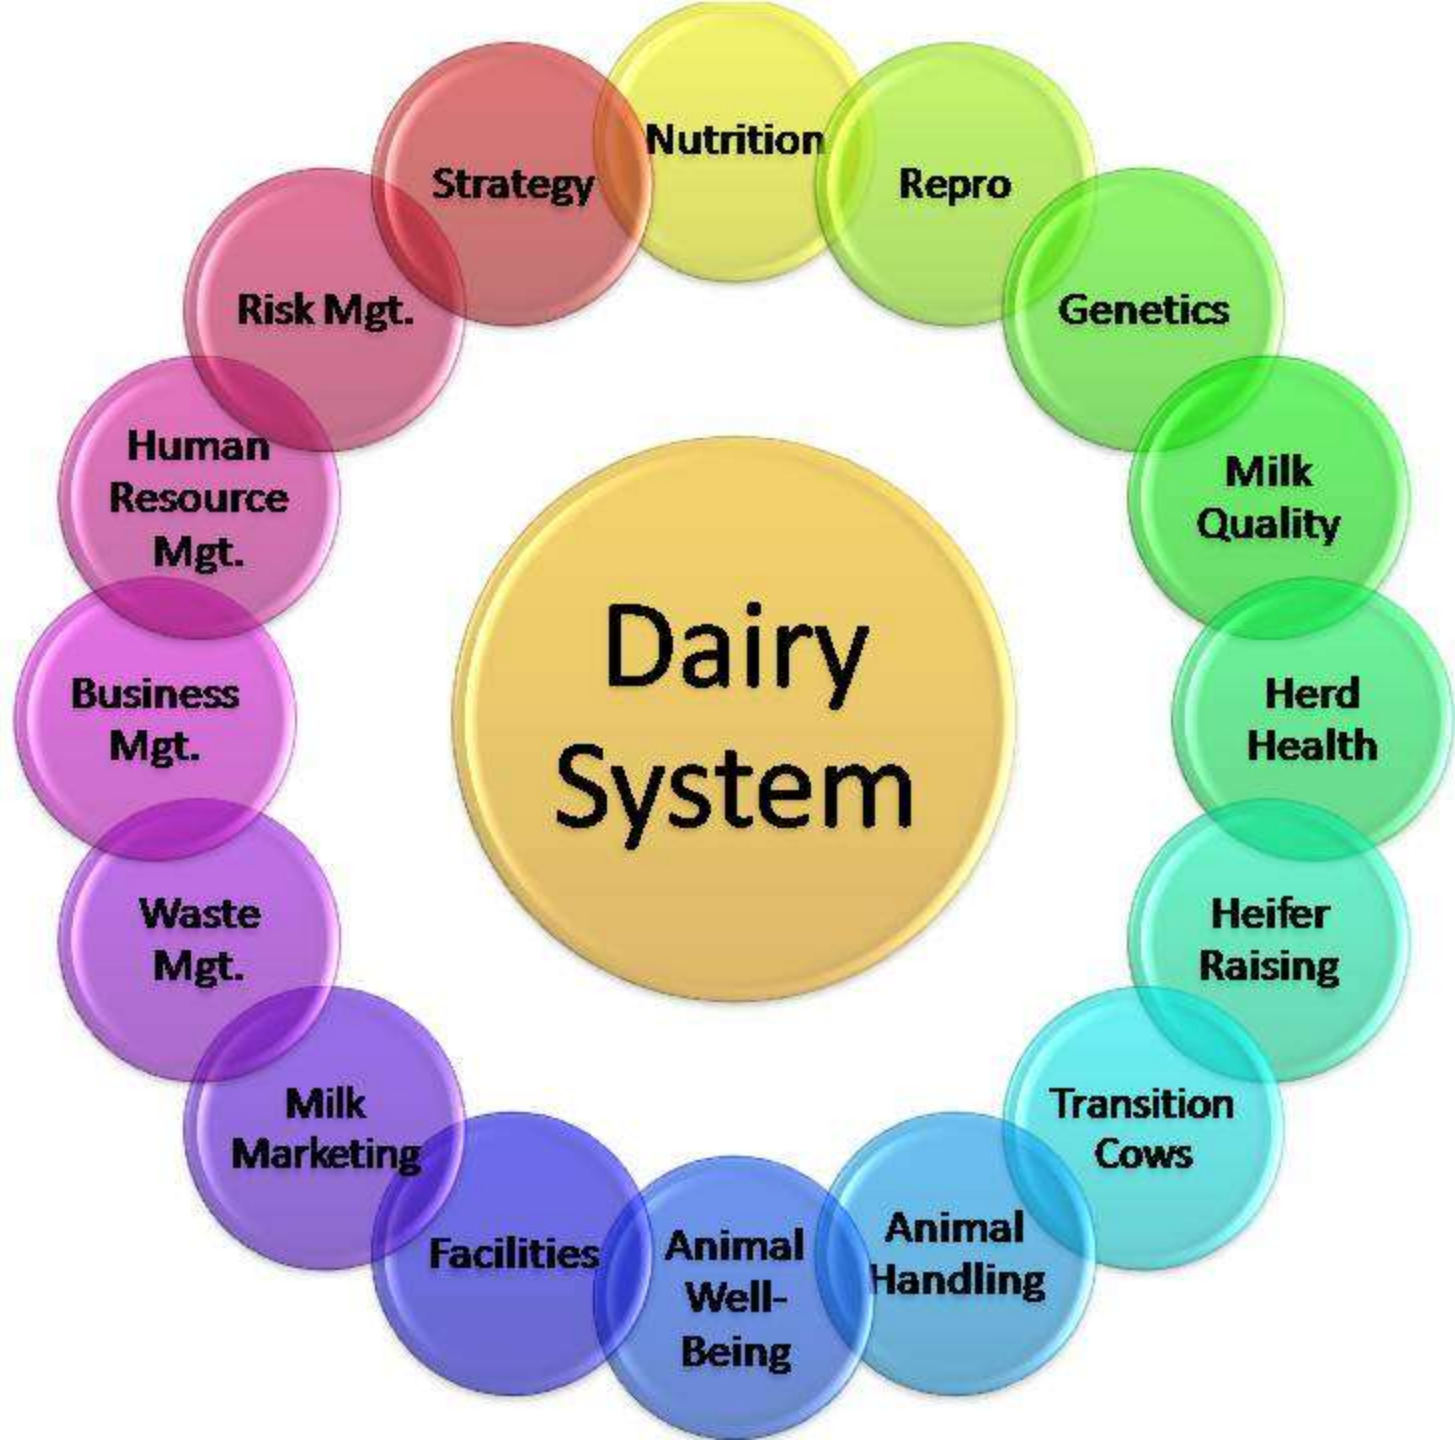 Nutrition
Repro
Genetics
Milk
Quality
Herd
Health
Heifer
Raising
Transition
Cows
Animal
Handling
Animal
Well-
Being
Facilities
Milk
Marketing
Waste
Mgt.
Business
Mgt.
Human
Resource
Mgt.
Risk Mgt.
Strategy
Dairy
System